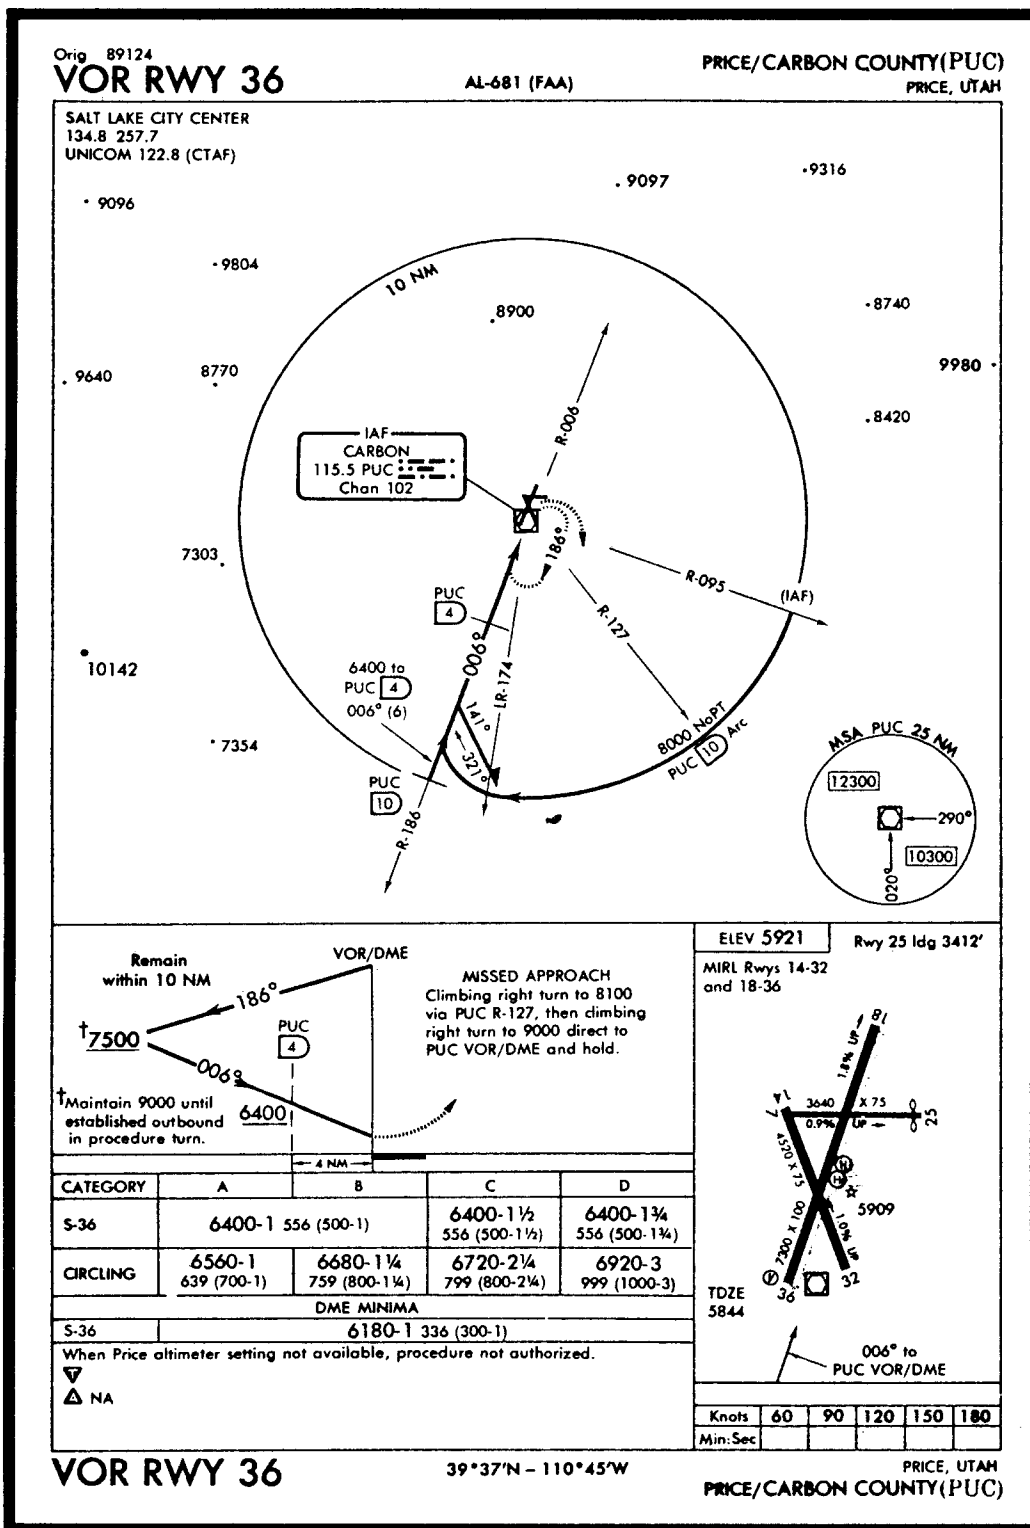 Orig 89124
VOR RWY 36
AL-681 (FAA)
PRICE/CARBON COUNTY(PUC)
PRICE, UTAH
SALT LAKE CITY CENTER
134.8 257.7
UNICOM 122.8 (CTAF)
9096
9097
9316
9804
10 NM
8900
8740
9640
8770
9980
8420
R-006
IAF
CARBON
115.5 PUC
Chan 102
186°
7303
R-095
(IAF)
PUC
4
R-127
006°
10142
6400 to
PUC 4
006° (6)
LR-174
141°
321°
7354
8000 NoPT
PUC 10 Arc
PUC
10
R-186
MSA PUC 25 NM
12300
290°
10300
020°
Remain
within 10 NM
VOR/DME
186°
†7500
PUC
4
006°
6400
†Maintain 9000 until
established outbound
in procedure turn.
4 NM
MISSED APPROACH
Climbing right turn to 8100
via PUC R-127, then climbing
right turn to 9000 direct to
PUC VOR/DME and hold.
CATEGORY A B C D
S-36 6400-1 556 (500-1) 6400-1½ 6400-1¾
556 (500-1½) 556 (500-1¾)
CIRCLING 6560-1 6680-1¼ 6720-2¼ 6920-3
639 (700-1) 759 (800-1¼) 799 (800-2¼) 999 (1000-3)
DME MINIMA
S-36 6180-1 336 (300-1)
When Price altimeter setting not available, procedure not authorized.
T
A NA
ELEV 5921
Rwy 25 ldg 3412'
MIRL Rwys 14-32
and 18-36
18
1.8% UP
7
3640 X 75
0.9% UP
25
4520 X 75
H
H
5909
7300 X 100
1.0% UP
V
36
32
TDZE
5844
006° to
PUC VOR/DME
Knots 60 90 120 150 180
Min:Sec
VOR RWY 36
39°37'N – 110°45'W
PRICE, UTAH
PRICE/CARBON COUNTY(PUC)